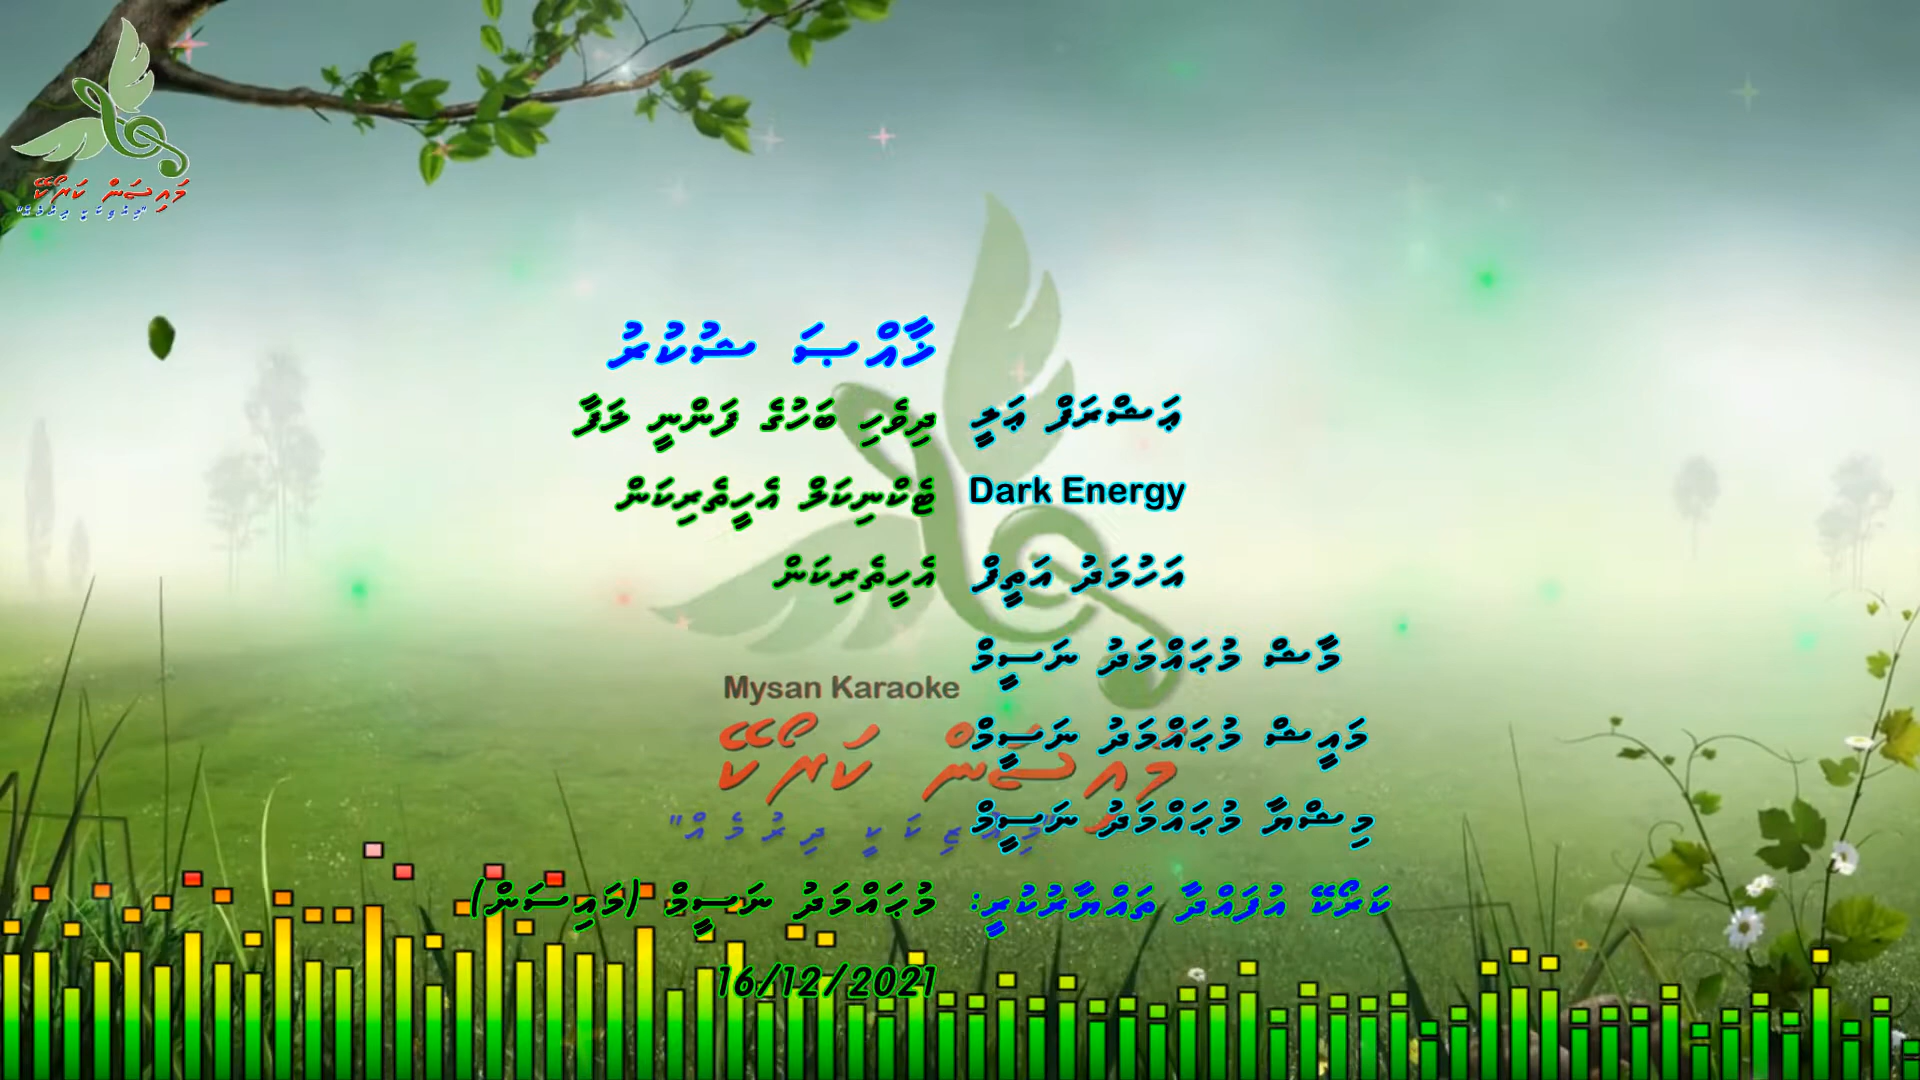 މައިސަން ކަރޯކޭ
"މިއުޒިކަކީ ދިރުމެއް"
ޚާއްޞަ ޝުކުރު
ޢަޝްރަފް ޢަލީ ދިވެހި ބަހުގެ ފަންނީ ލަފާ
Dark Energy ޓެކްނިކަލް އެހީތެރިކަން
އަހުމަދު އަތީފް އެހީތެރިކަން
މާޝް މުޙައްމަދު ނަސީމް
Mysan Karaoke
މައީޝް މުޙައްމަދު ނަސީމް
މައިސަން ކަރޯކޭ
މިޝްޔާ މުޙައްމަދު ނަސީމް
"މިއުޒިކަކީ ދިރުމެއް"
ކަރޯކޭ އުފައްދާ ތައްޔާރުކުރީ: މުޙައްމަދު ނަސީމް (މައިސަން)
16/12/2021